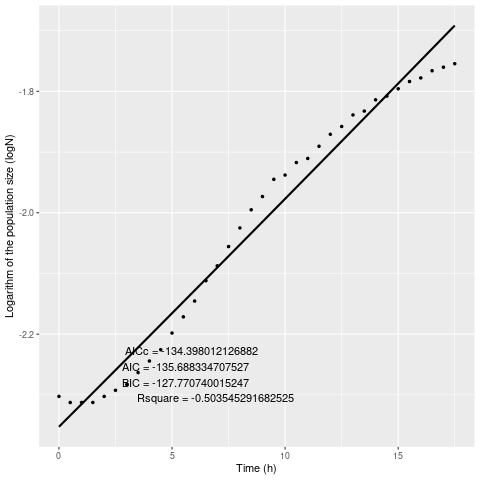 Logarithm of the population size (logN)
-1.8
-2.0
-2.2
AICc = -134.398012126882
AIC = -135.688334707527
BIC = -127.770740015247
Rsquare = -0.503545291682525
0
5
10
15
Time (h)